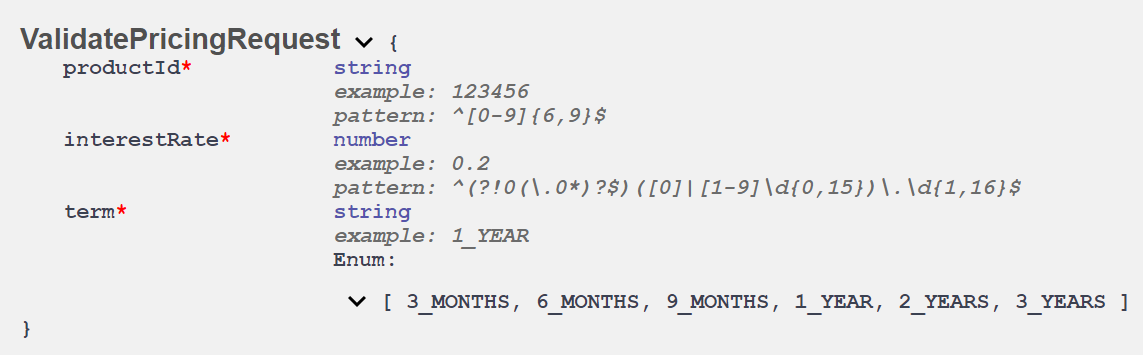 ValidatePricingRequest {
productId* string
example: 123456
pattern: ^[0-9]{6,9}$
interestRate* number
example: 0.2
pattern: ^(?!0(\.0*)?$)([0]|[1-9]\d{0,15})\.\d{1,16}$
term* string
example: 1_YEAR
Enum:
[ 3_MONTHS, 6_MONTHS, 9_MONTHS, 1_YEAR, 2_YEARS, 3_YEARS ]
}